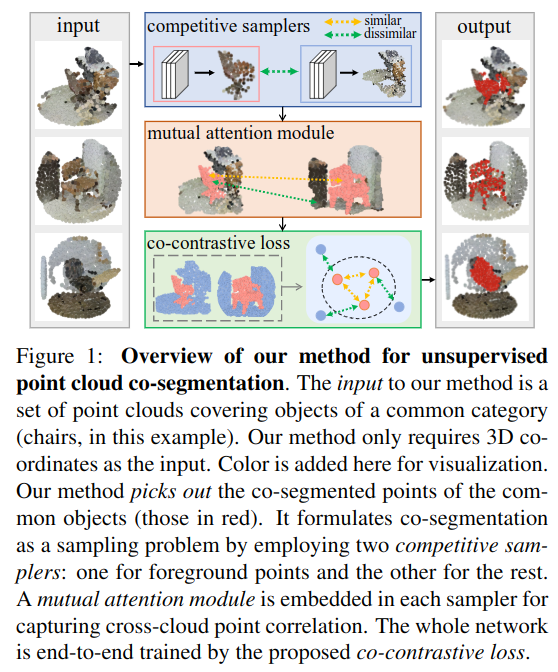 input
competitive samplers
similar
dissimilar
output
mutual attention module
co-contrastive loss
Figure 1: Overview of our method for unsupervised
point cloud co-segmentation. The input to our method is a
set of point clouds covering objects of a common category
(chairs, in this example). Our method only requires 3D co-
ordinates as the input. Color is added here for visualization.
Our method picks out the co-segmented points of the com-
mon objects (those in red). It formulates co-segmentation
as a sampling problem by employing two competitive sam-
plers: one for foreground points and the other for the rest.
A mutual attention module is embedded in each sampler for
capturing cross-cloud point correlation. The whole network
is end-to-end trained by the proposed co-contrastive loss.